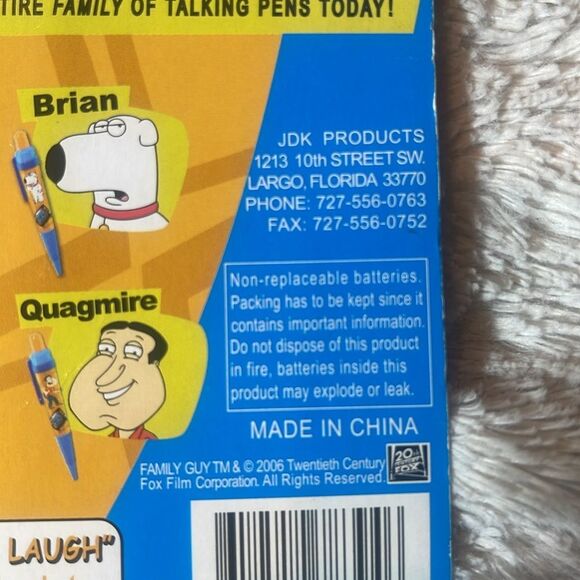 TIRE FAMILY OF TALKING PENS TODAY!
Brian
JDK PRODUCTS
1213 10th STREET SW.
LARGO, FLORIDA 33770
PHONE: 727-556-0763
FAX: 727-556-0752
Non-replaceable batteries.
Packing has to be kept since it
contains important information.
Do not dispose of this product
in fire, batteries inside this
product may explode or leak.
Quagmire
MADE IN CHINA
FAMILY GUY TM & © 2006 Twentieth Century
Fox Film Corporation. All Rights Reserved.
20th
CENTURY
FOX
LAUGH"